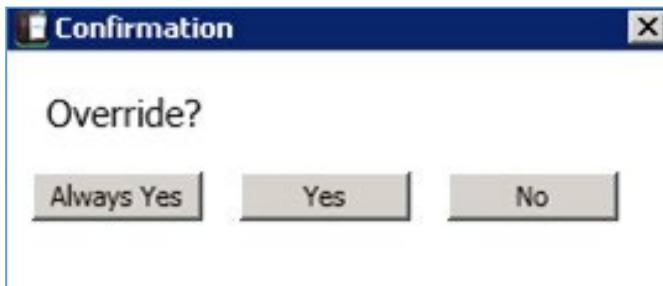 Confirmation
Override?
Always Yes Yes No